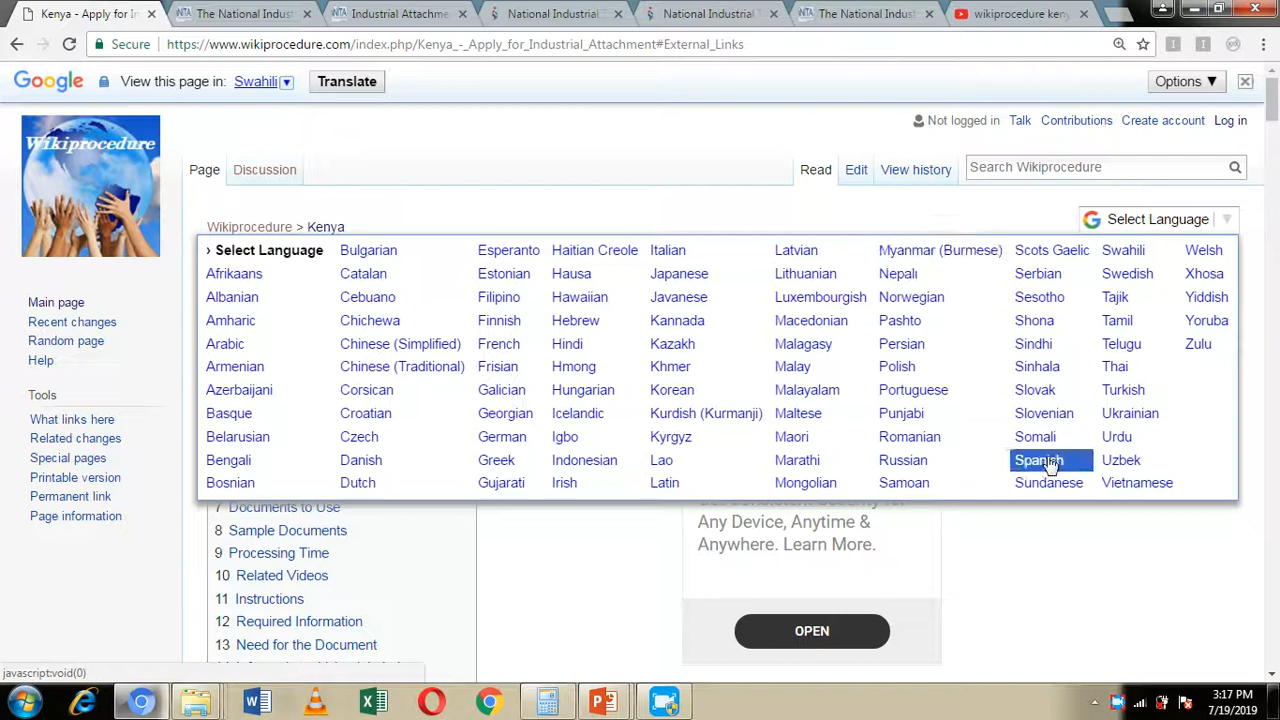 Kenya - Apply for In
The National Indust
Industrial Attachme
National Industrial T
National Industrial T
The National Indust
wikiprocedure ken
Secure https://www.wikiprocedure.com/index.php/Kenya_-_Apply_for_Industrial_Attachment#External_Links
Google View this page in: Swahili Translate Options ▼
Wikiprocedure
Not logged in Talk Contributions Create account Log in
Page Discussion Read Edit View history Search Wikiprocedure
Wikiprocedure > Kenya
Select Language
› Select Language Bulgarian Esperanto Haitian Creole Italian Latvian Myanmar (Burmese) Scots Gaelic Swahili Welsh
Afrikaans Catalan Estonian Hausa Japanese Lithuanian Nepali Serbian Swedish Xhosa
Albanian Cebuano Filipino Hawaiian Javanese Luxembourgish Norwegian Sesotho Tajik Yiddish
Amharic Chichewa Finnish Hebrew Kannada Macedonian Pashto Shona Tamil Yoruba
Arabic Chinese (Simplified) French Hindi Kazakh Malagasy Persian Sindhi Telugu Zulu
Armenian Chinese (Traditional) Frisian Hmong Khmer Malay Polish Sinhala Thai
Azerbaijani Corsican Galician Hungarian Korean Malayalam Portuguese Slovak Turkish
Basque Croatian Georgian Icelandic Kurdish (Kurmanji) Maltese Punjabi Slovenian Ukrainian
Belarusian Czech German Igbo Kyrgyz Maori Romanian Somali Urdu
Bengali Danish Greek Indonesian Lao Marathi Russian Spanish Uzbek
Bosnian Dutch Gujarati Irish Latin Mongolian Samoan Sundanese Vietnamese
Main page
Recent changes
Random page
Help
Tools
What links here
Related changes
Special pages
Printable version
Permanent link
Page information
Documents to Use
8 Sample Documents
9 Processing Time
10 Related Videos
11 Instructions
12 Required Information
13 Need for the Document
Any Device, Anytime &
Anywhere. Learn More.
OPEN
javascript:void(0)
3:17 PM
7/19/2019